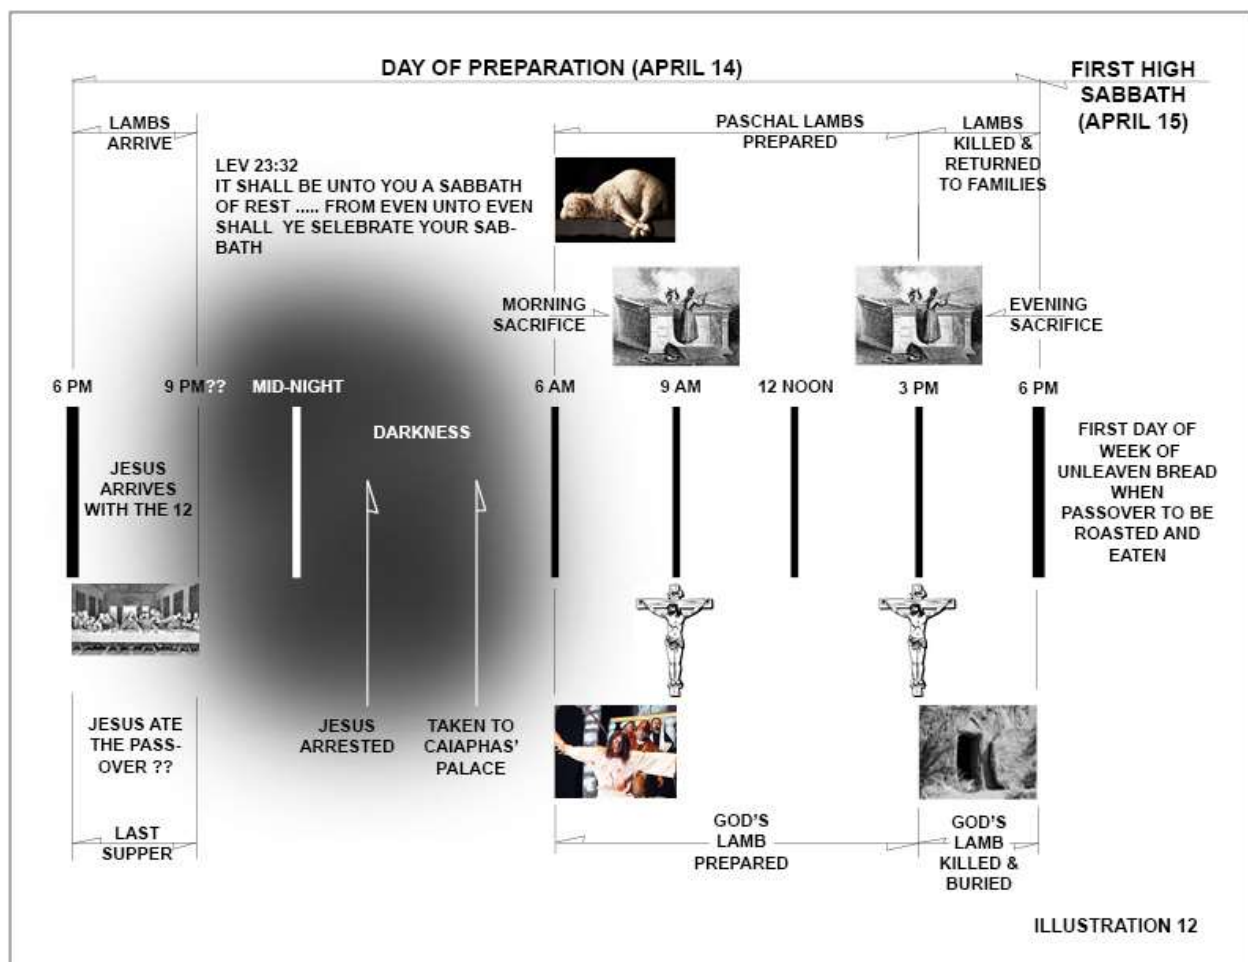 DAY OF PREPARATION (APRIL 14)
FIRST HIGH
SABBATH
(APRIL 15)
LAMBS
ARRIVE
PASCHAL LAMBS
PREPARED
LAMBS
KILLED &
RETURNED
TO FAMILIES
LEV 23:32
IT SHALL BE UNTO YOU A SABBATH
OF REST ..... FROM EVEN UNTO EVEN
SHALL YE SELEBRATE YOUR SAB-
BATH
MORNING
SACRIFICE
EVENING
SACRIFICE
6 PM
9 PM??
MID-NIGHT
6 AM
9 AM
12 NOON
3 PM
6 PM
DARKNESS
JESUS
ARRIVES
WITH THE 12
FIRST DAY OF
WEEK OF
UNLEAVEN BREAD
WHEN
PASSOVER TO BE
ROASTED AND
EATEN
JESUS ATE
THE PASS-
OVER ??
JESUS
ARRESTED
TAKEN TO
CAIAPHAS'
PALACE
LAST
SUPPER
GOD'S
LAMB
PREPARED
GOD'S
LAMB
KILLED &
BURIED
ILLUSTRATION 12